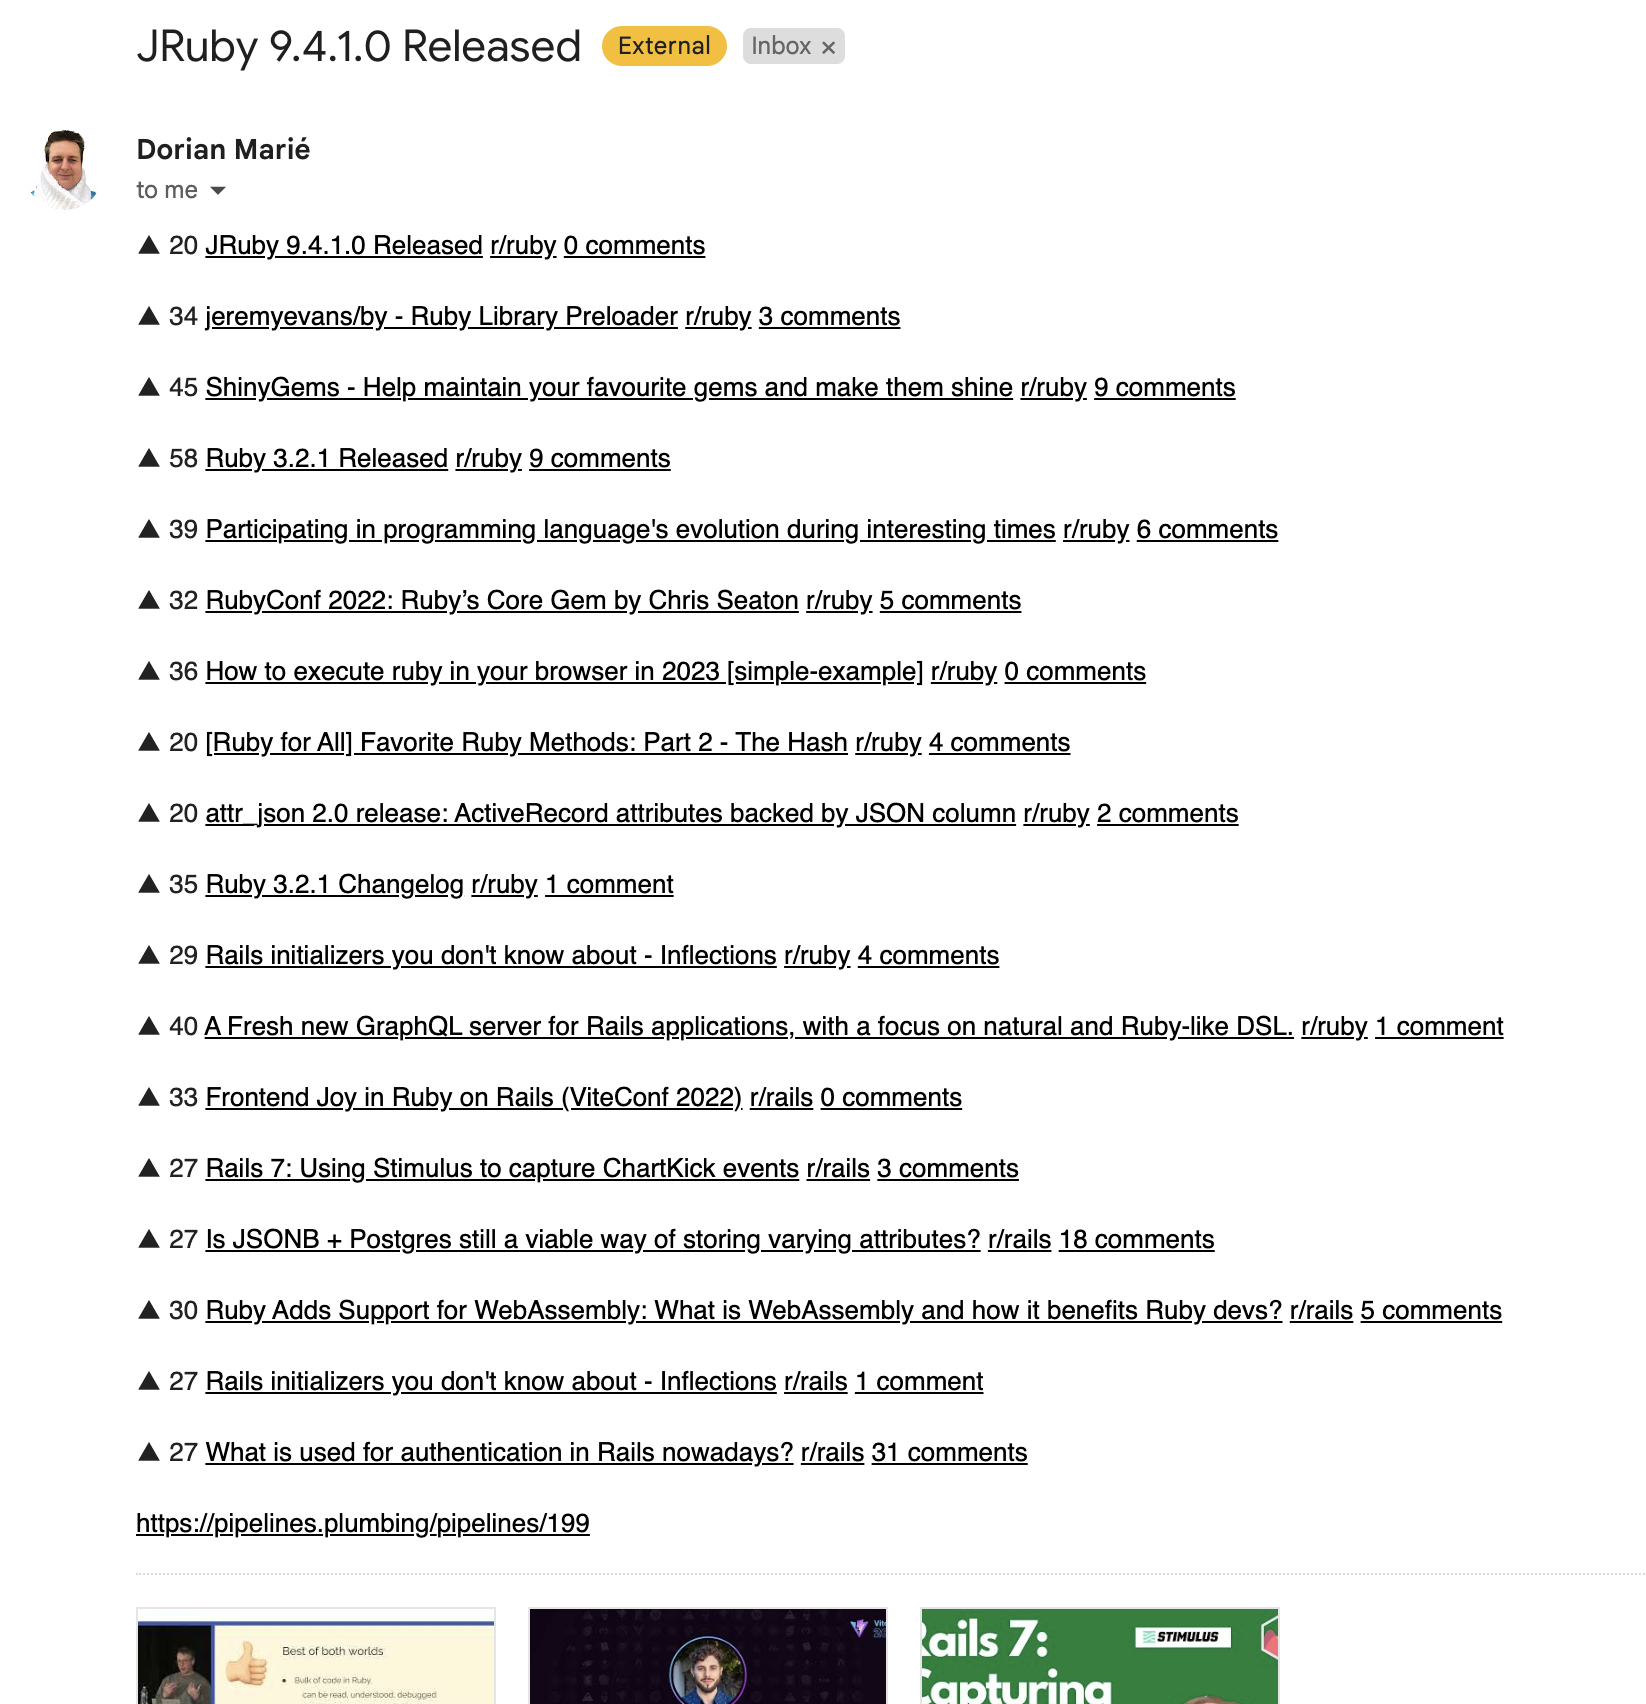 JRuby 9.4.1.0 Released External Inbox ×
Dorian Marié
to me
▲ 20 JRuby 9.4.1.0 Released r/ruby 0 comments
▲ 34 jeremyevans/by - Ruby Library Preloader r/ruby 3 comments
▲ 45 ShinyGems - Help maintain your favourite gems and make them shine r/ruby 9 comments
▲ 58 Ruby 3.2.1 Released r/ruby 9 comments
▲ 39 Participating in programming language's evolution during interesting times r/ruby 6 comments
▲ 32 RubyConf 2022: Ruby’s Core Gem by Chris Seaton r/ruby 5 comments
▲ 36 How to execute ruby in your browser in 2023 [simple-example] r/ruby 0 comments
▲ 20 [Ruby for All] Favorite Ruby Methods: Part 2 - The Hash r/ruby 4 comments
▲ 20 attr_json 2.0 release: ActiveRecord attributes backed by JSON column r/ruby 2 comments
▲ 35 Ruby 3.2.1 Changelog r/ruby 1 comment
▲ 29 Rails initializers you don't know about - Inflections r/ruby 4 comments
▲ 40 A Fresh new GraphQL server for Rails applications, with a focus on natural and Ruby-like DSL. r/ruby 1 comment
▲ 33 Frontend Joy in Ruby on Rails (ViteConf 2022) r/rails 0 comments
▲ 27 Rails 7: Using Stimulus to capture ChartKick events r/rails 3 comments
▲ 27 Is JSONB + Postgres still a viable way of storing varying attributes? r/rails 18 comments
▲ 30 Ruby Adds Support for WebAssembly: What is WebAssembly and how it benefits Ruby devs? r/rails 5 comments
▲ 27 Rails initializers you don't know about - Inflections r/rails 1 comment
▲ 27 What is used for authentication in Rails nowadays? r/rails 31 comments
https://pipelines.plumbing/pipelines/199
Best of both worlds
• Bulk of code in Ruby
can be read, understood, debugged
ails 7:
STIMULUS
apturing